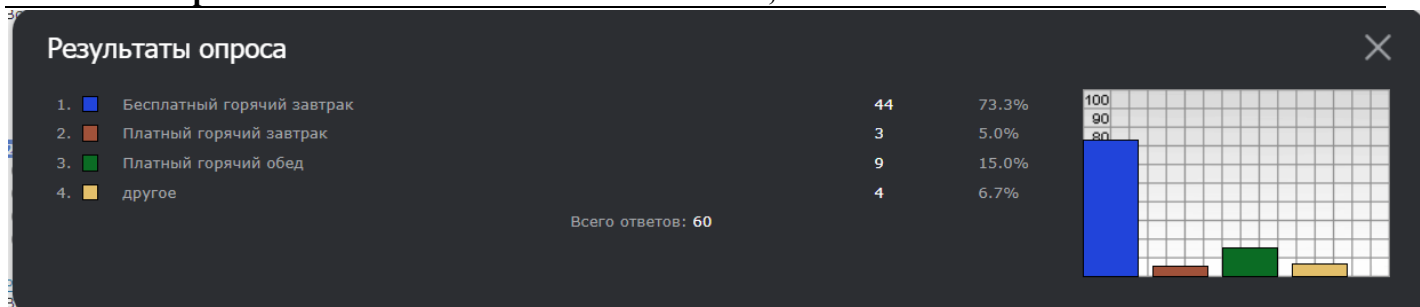 Результаты опроса
1. Бесплатный горячий завтрак 44 73.3%
2. Платный горячий завтрак 3 5.0%
3. Платный горячий обед 9 15.0%
4. другое 4 6.7%
Всего ответов: 60
100
90
80